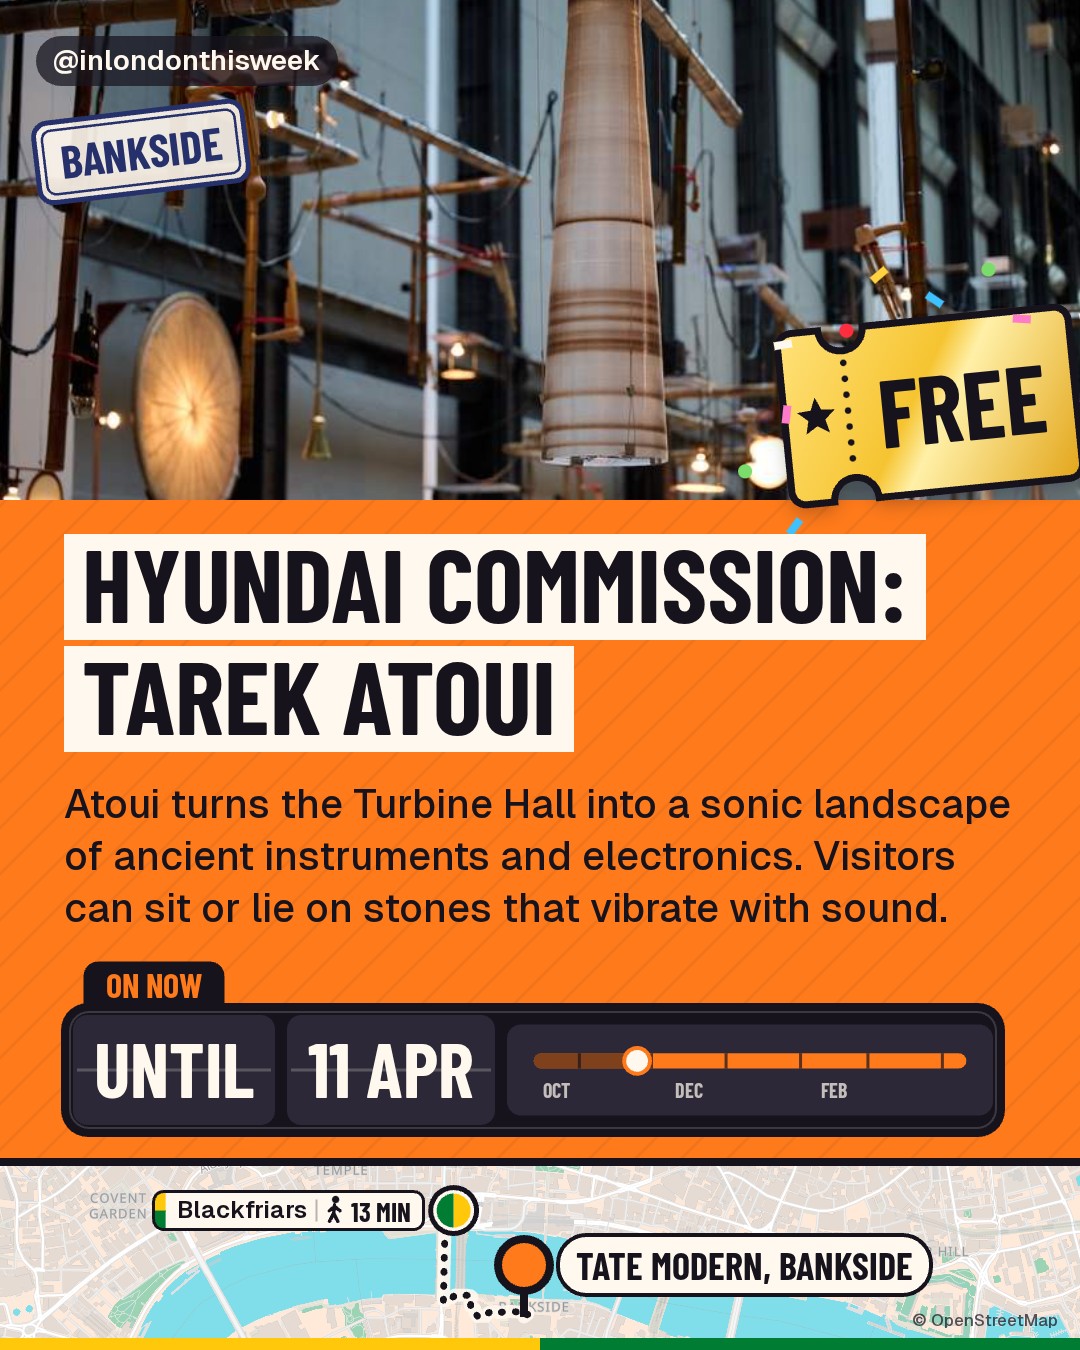 @inlondonthisweek
BANKSIDE
FREE
HYUNDAI COMMISSION:
TAREK ATOUI
Atoui turns the Turbine Hall into a sonic landscape
of ancient instruments and electronics. Visitors
can sit or lie on stones that vibrate with sound.
ON NOW
UNTIL 11 APR
OCT DEC FEB
TEMPLE
COVENT
GARDEN
Blackfriars 13 MIN
TATE MODERN, BANKSIDE
HILL
© OpenStreetMap